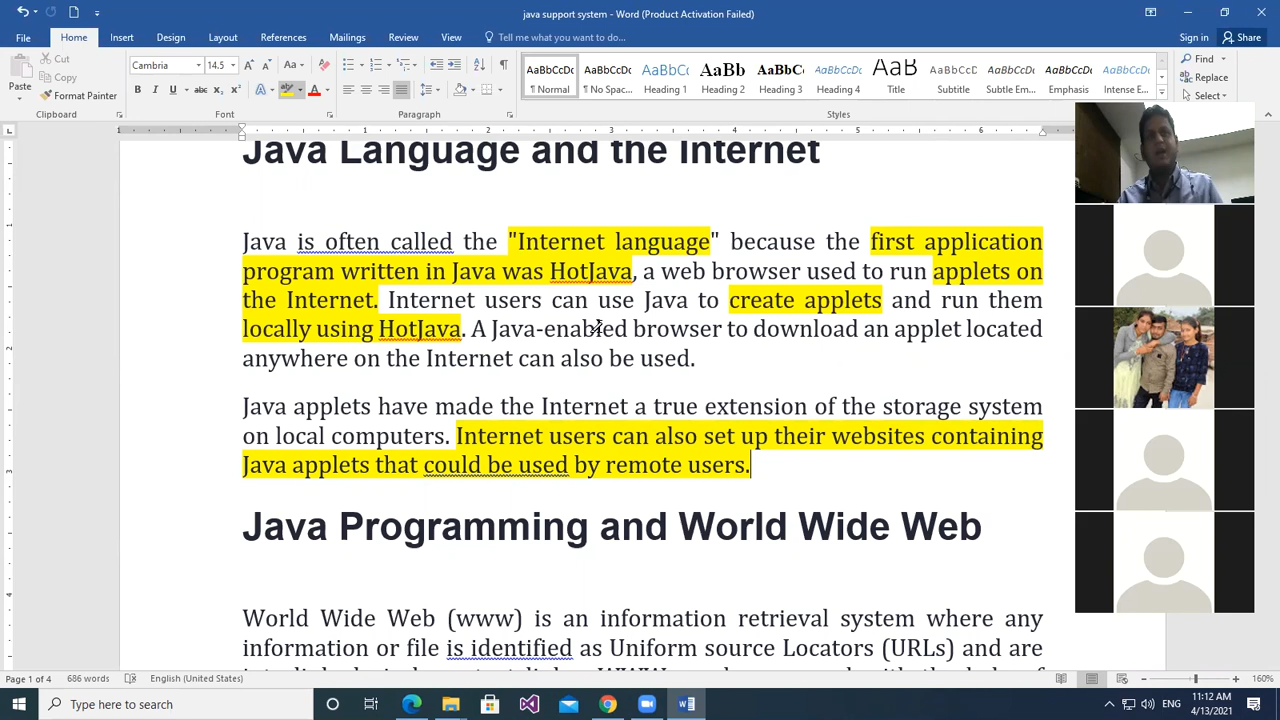 java support system - Word (Product Activation Failed)
File Home Insert Design Layout References Mailings Review View Tell me what you want to do... Sign in Share
Cut
Copy
Format Painter
Paste
Cambria 14.5
Clipboard Font Paragraph Styles
AaBbCcDc AaBbCcDc AaBbCcDc AaBb AaBbCc AaBbCcDc AaB AaBbCcDc AaBbCcDc AaBbCcDc AaBbCcDc
¶ Normal ¶ No Spac... Heading 1 Heading 2 Heading 3 Heading 4 Title Subtitle Subtle Em... Emphasis Intense E...
Find
Replace
Select
Java Language and the Internet
Java is often called the "Internet language" because the first application
program written in Java was HotJava, a web browser used to run applets on
the Internet. Internet users can use Java to create applets and run them
locally using HotJava. A Java-enabled browser to download an applet located
anywhere on the Internet can also be used.
Java applets have made the Internet a true extension of the storage system
on local computers. Internet users can also set up their websites containing
Java applets that could be used by remote users.
Java Programming and World Wide Web
World Wide Web (www) is an information retrieval system where any
information or file is identified as Uniform source Locators (URLs) and are
Page 1 of 4 686 words English (United States) 160%
Type here to search
ENG
11:12 AM
4/13/2021